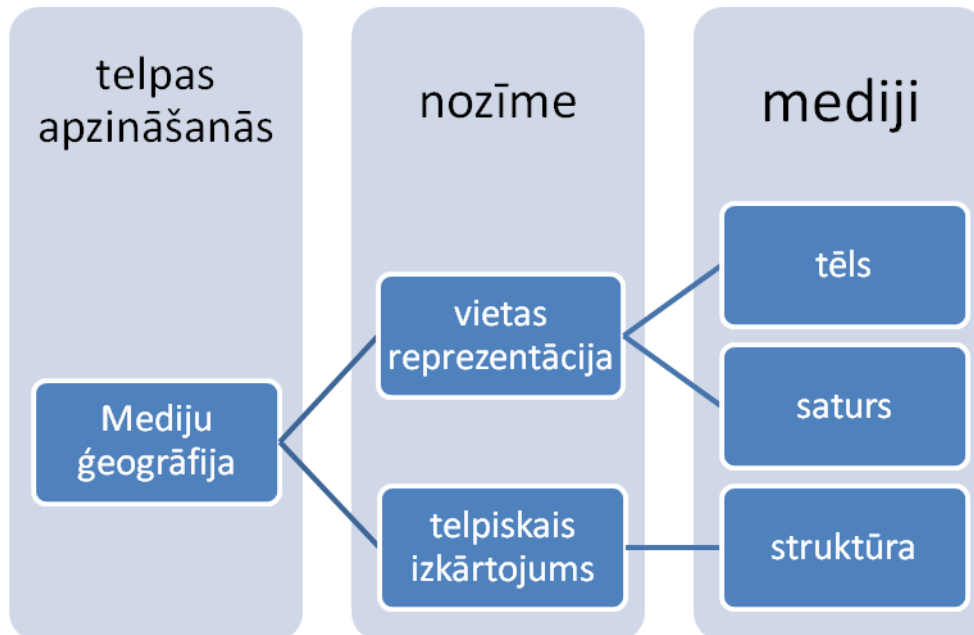 telpas
apzināšanās
nozīme
mediji
Mediju
ģeogrāfija
vietas
reprezentācija
telpiskais
izkārtojums
tēls
saturs
struktūra